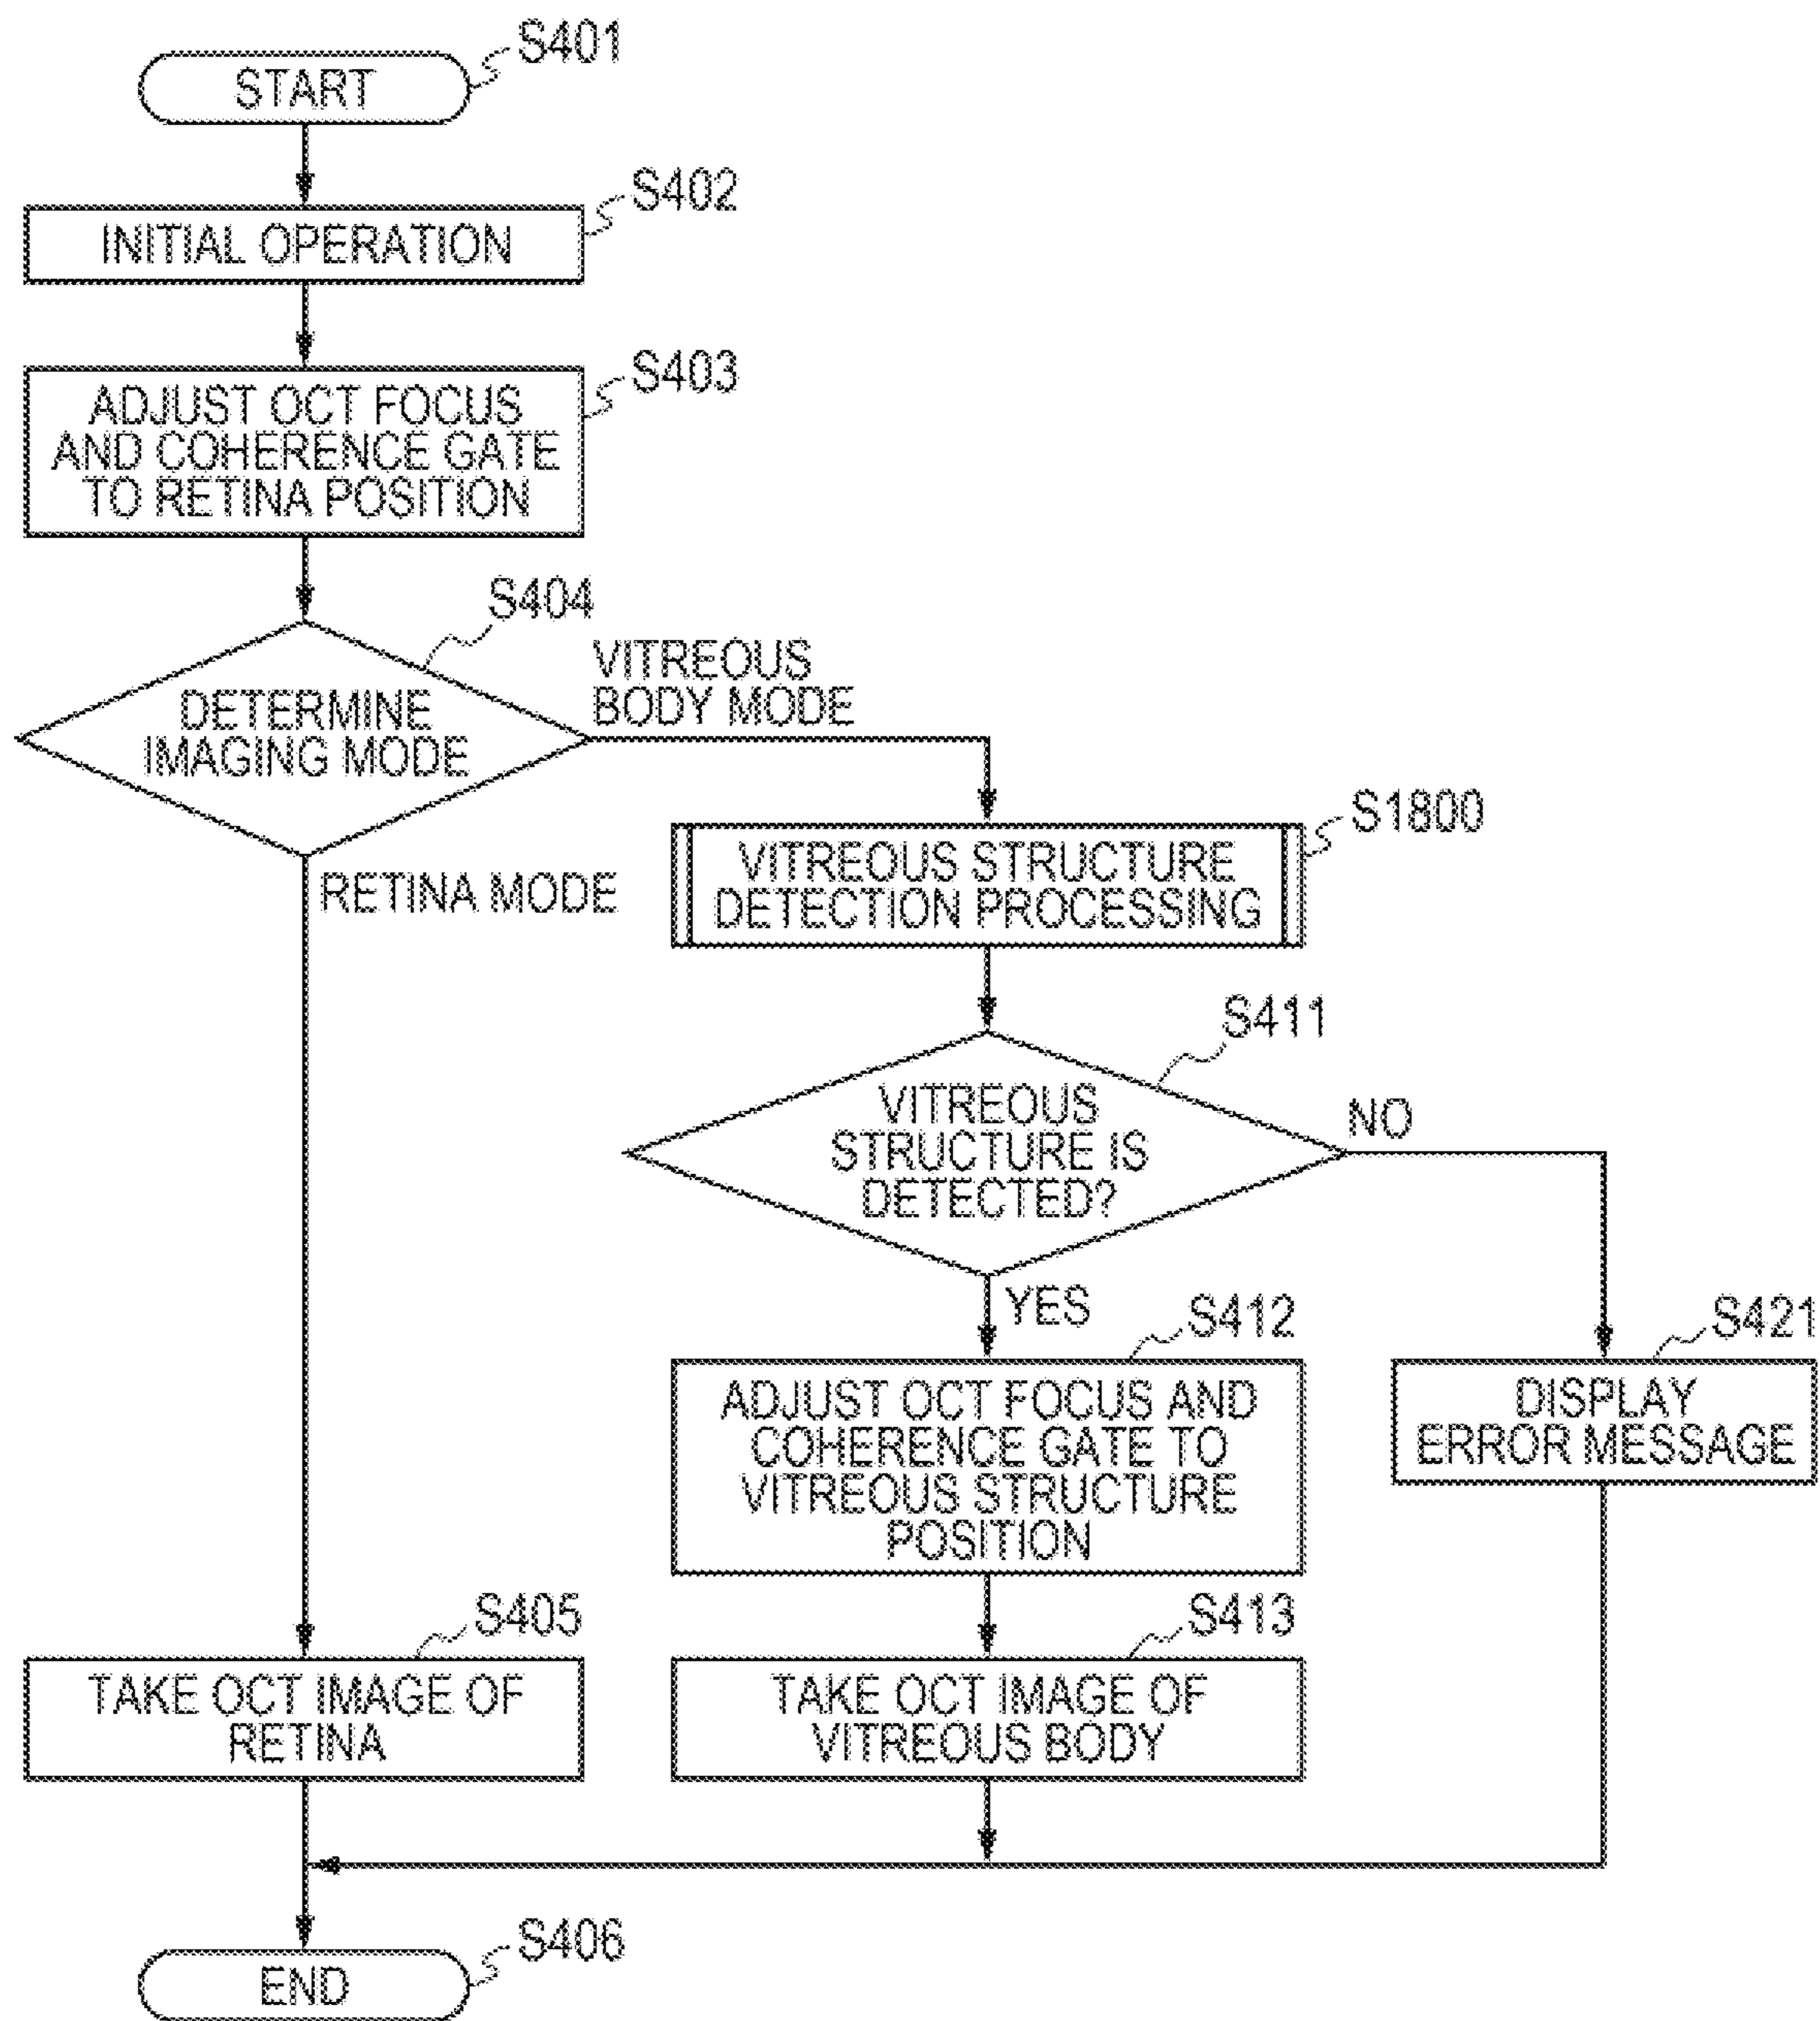 S401
START
S402
INITIAL OPERATION
S403
ADJUST OCT FOCUS
AND COHERENCE GATE
TO RETINA POSITION
S404
DETERMINE
IMAGING MODE
VITREOUS
BODY MODE
RETINA MODE
S1800
VITREOUS STRUCTURE
DETECTION PROCESSING
S411
VITREOUS
STRUCTURE IS
DETECTED?
NO
YES
S412
ADJUST OCT FOCUS AND
COHERENCE GATE TO
VITREOUS STRUCTURE
POSITION
S421
DISPLAY
ERROR MESSAGE
S405
TAKE OCT IMAGE OF
RETINA
S413
TAKE OCT IMAGE OF
VITREOUS BODY
S406
END